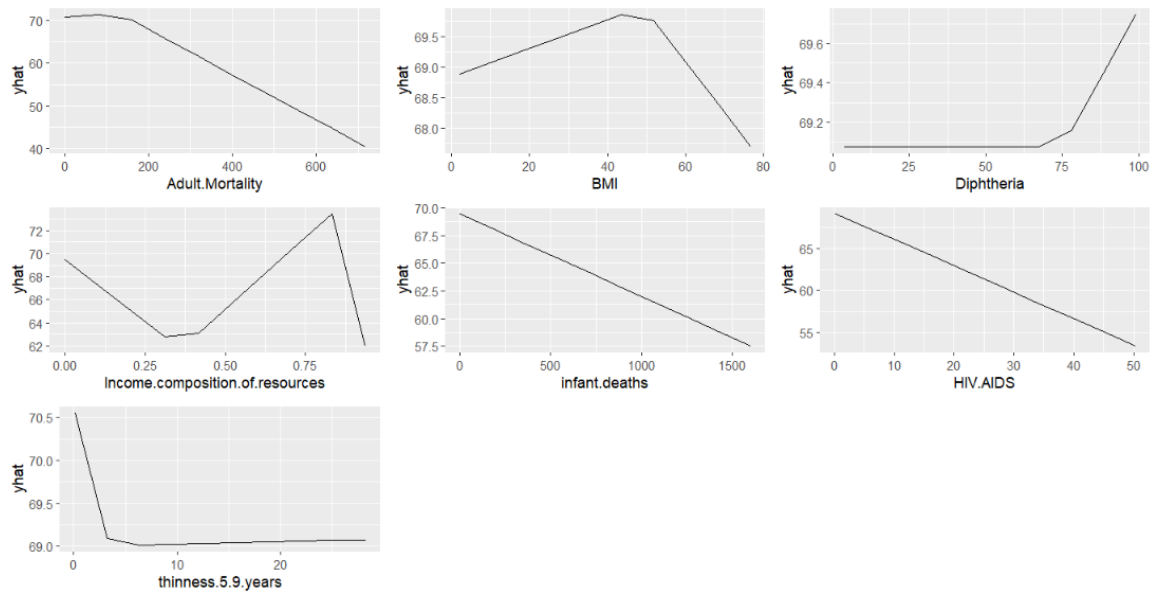 yhat
70
60
50
40
0 200 400 600
Adult.Mortality
yhat
69.5
69.0
68.5
68.0
0 20 40 60 80
BMI
yhat
69.6
69.4
69.2
0 25 50 75 100
Diphtheria
yhat
72
70
68
66
64
62
0.00 0.25 0.50 0.75
Income.composition.of.resources
yhat
70.0
67.5
65.0
62.5
60.0
57.5
0 500 1000 1500
infant.deaths
yhat
65
60
55
0 10 20 30 40 50
HIV.AIDS
yhat
70.5
70.0
69.5
69.0
0 10 20
thinness.5.9.years